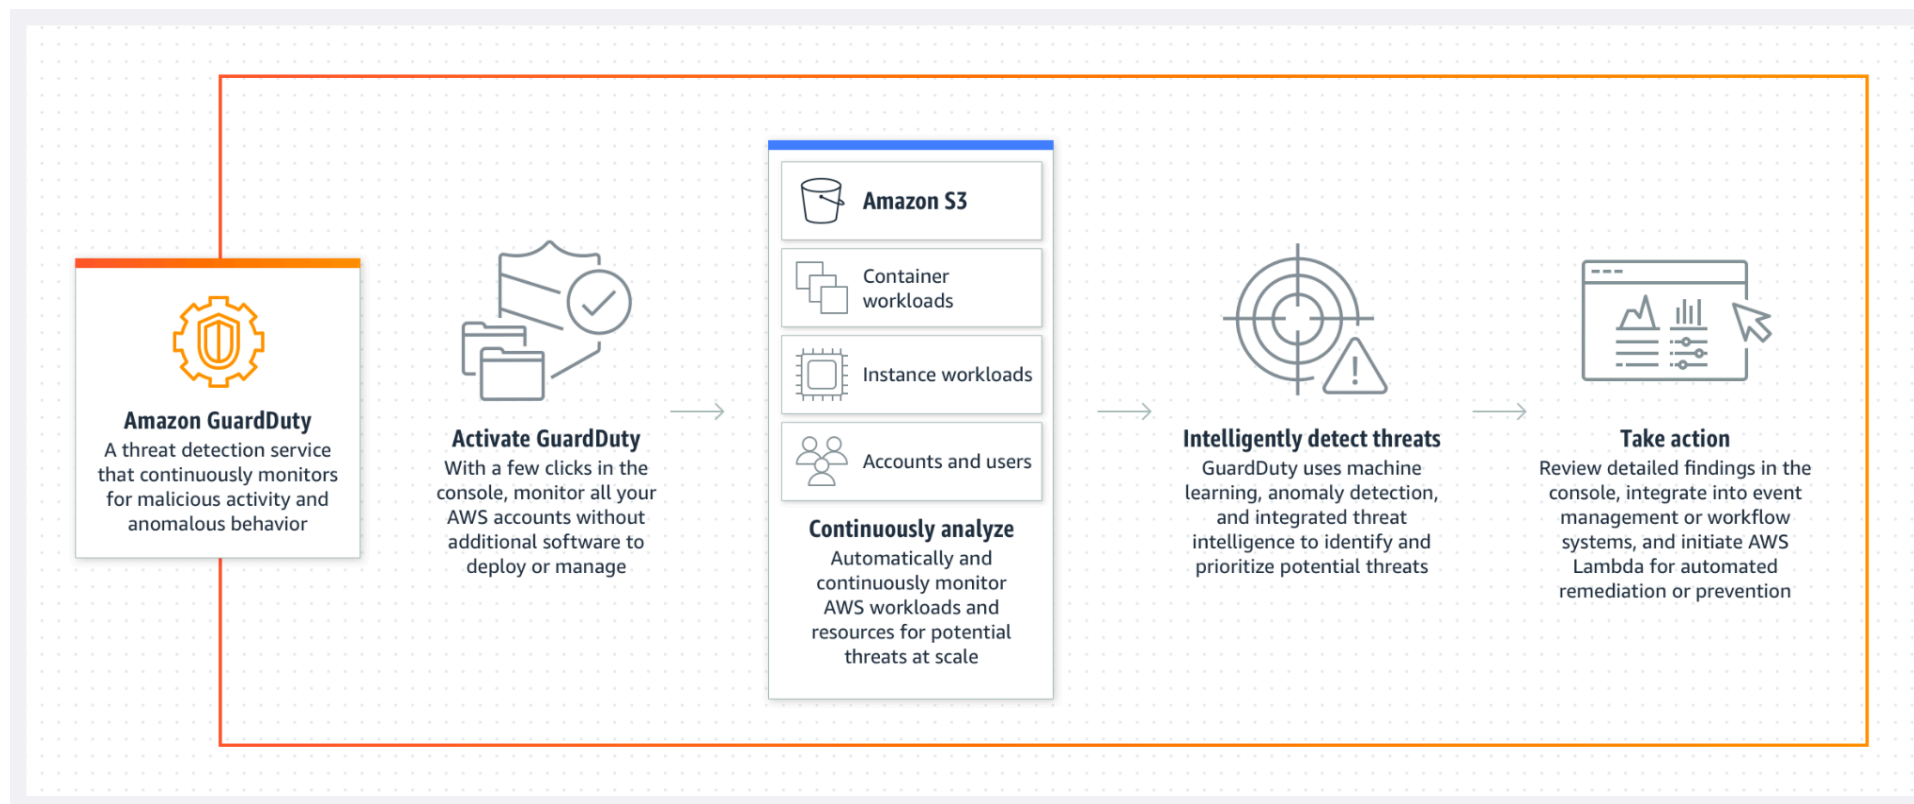 Amazon GuardDuty
A threat detection service
that continuously monitors
for malicious activity and
anomalous behavior
Activate GuardDuty
With a few clicks in the
console, monitor all your
AWS accounts without
additional software to
deploy or manage
Amazon S3
Container
workloads
Instance workloads
Accounts and users
Continuously analyze
Automatically and
continuously monitor
AWS workloads and
resources for potential
threats at scale
Intelligently detect threats
GuardDuty uses machine
learning, anomaly detection,
and integrated threat
intelligence to identify and
prioritize potential threats
Take action
Review detailed findings in the
console, integrate into event
management or workflow
systems, and initiate AWS
Lambda for automated
remediation or prevention